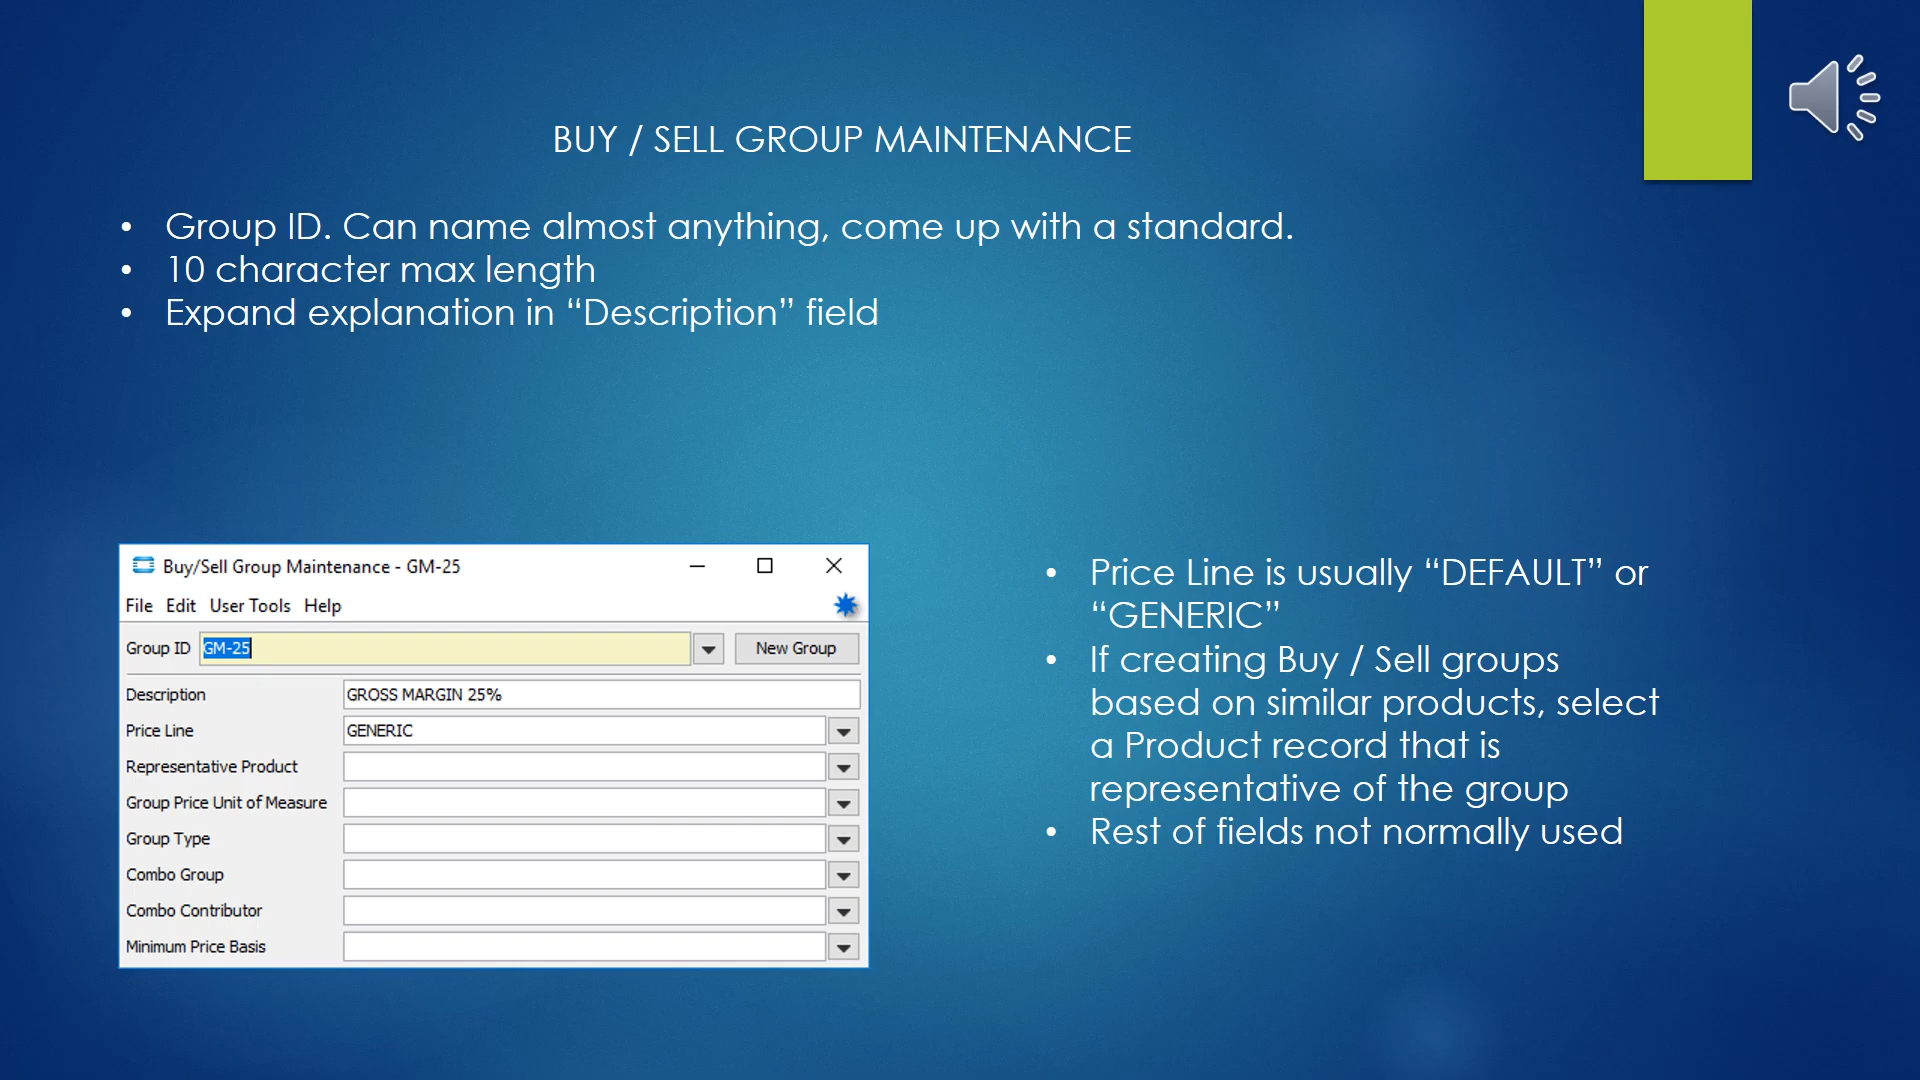 BUY / SELL GROUP MAINTENANCE
• Group ID. Can name almost anything, come up with a standard.
• 10 character max length
• Expand explanation in “Description” field
Buy/Sell Group Maintenance - GM-25
File Edit User Tools Help
Group ID GM-25 New Group
Description GROSS MARGIN 25%
Price Line GENERIC
Representative Product
Group Price Unit of Measure
Group Type
Combo Group
Combo Contributor
Minimum Price Basis
• Price Line is usually “DEFAULT” or
“GENERIC”
• If creating Buy / Sell groups
based on similar products, select
a Product record that is
representative of the group
• Rest of fields not normally used